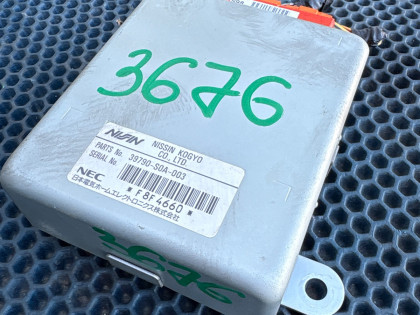 3676
NISSIN
NISSIN KOGYO
CO., LTD.
PARTS No. 39790-S0A-003
SERIAL No.
*F8F4660*
NEC
日本電気ホームエレクトロニクス株式会社
3676